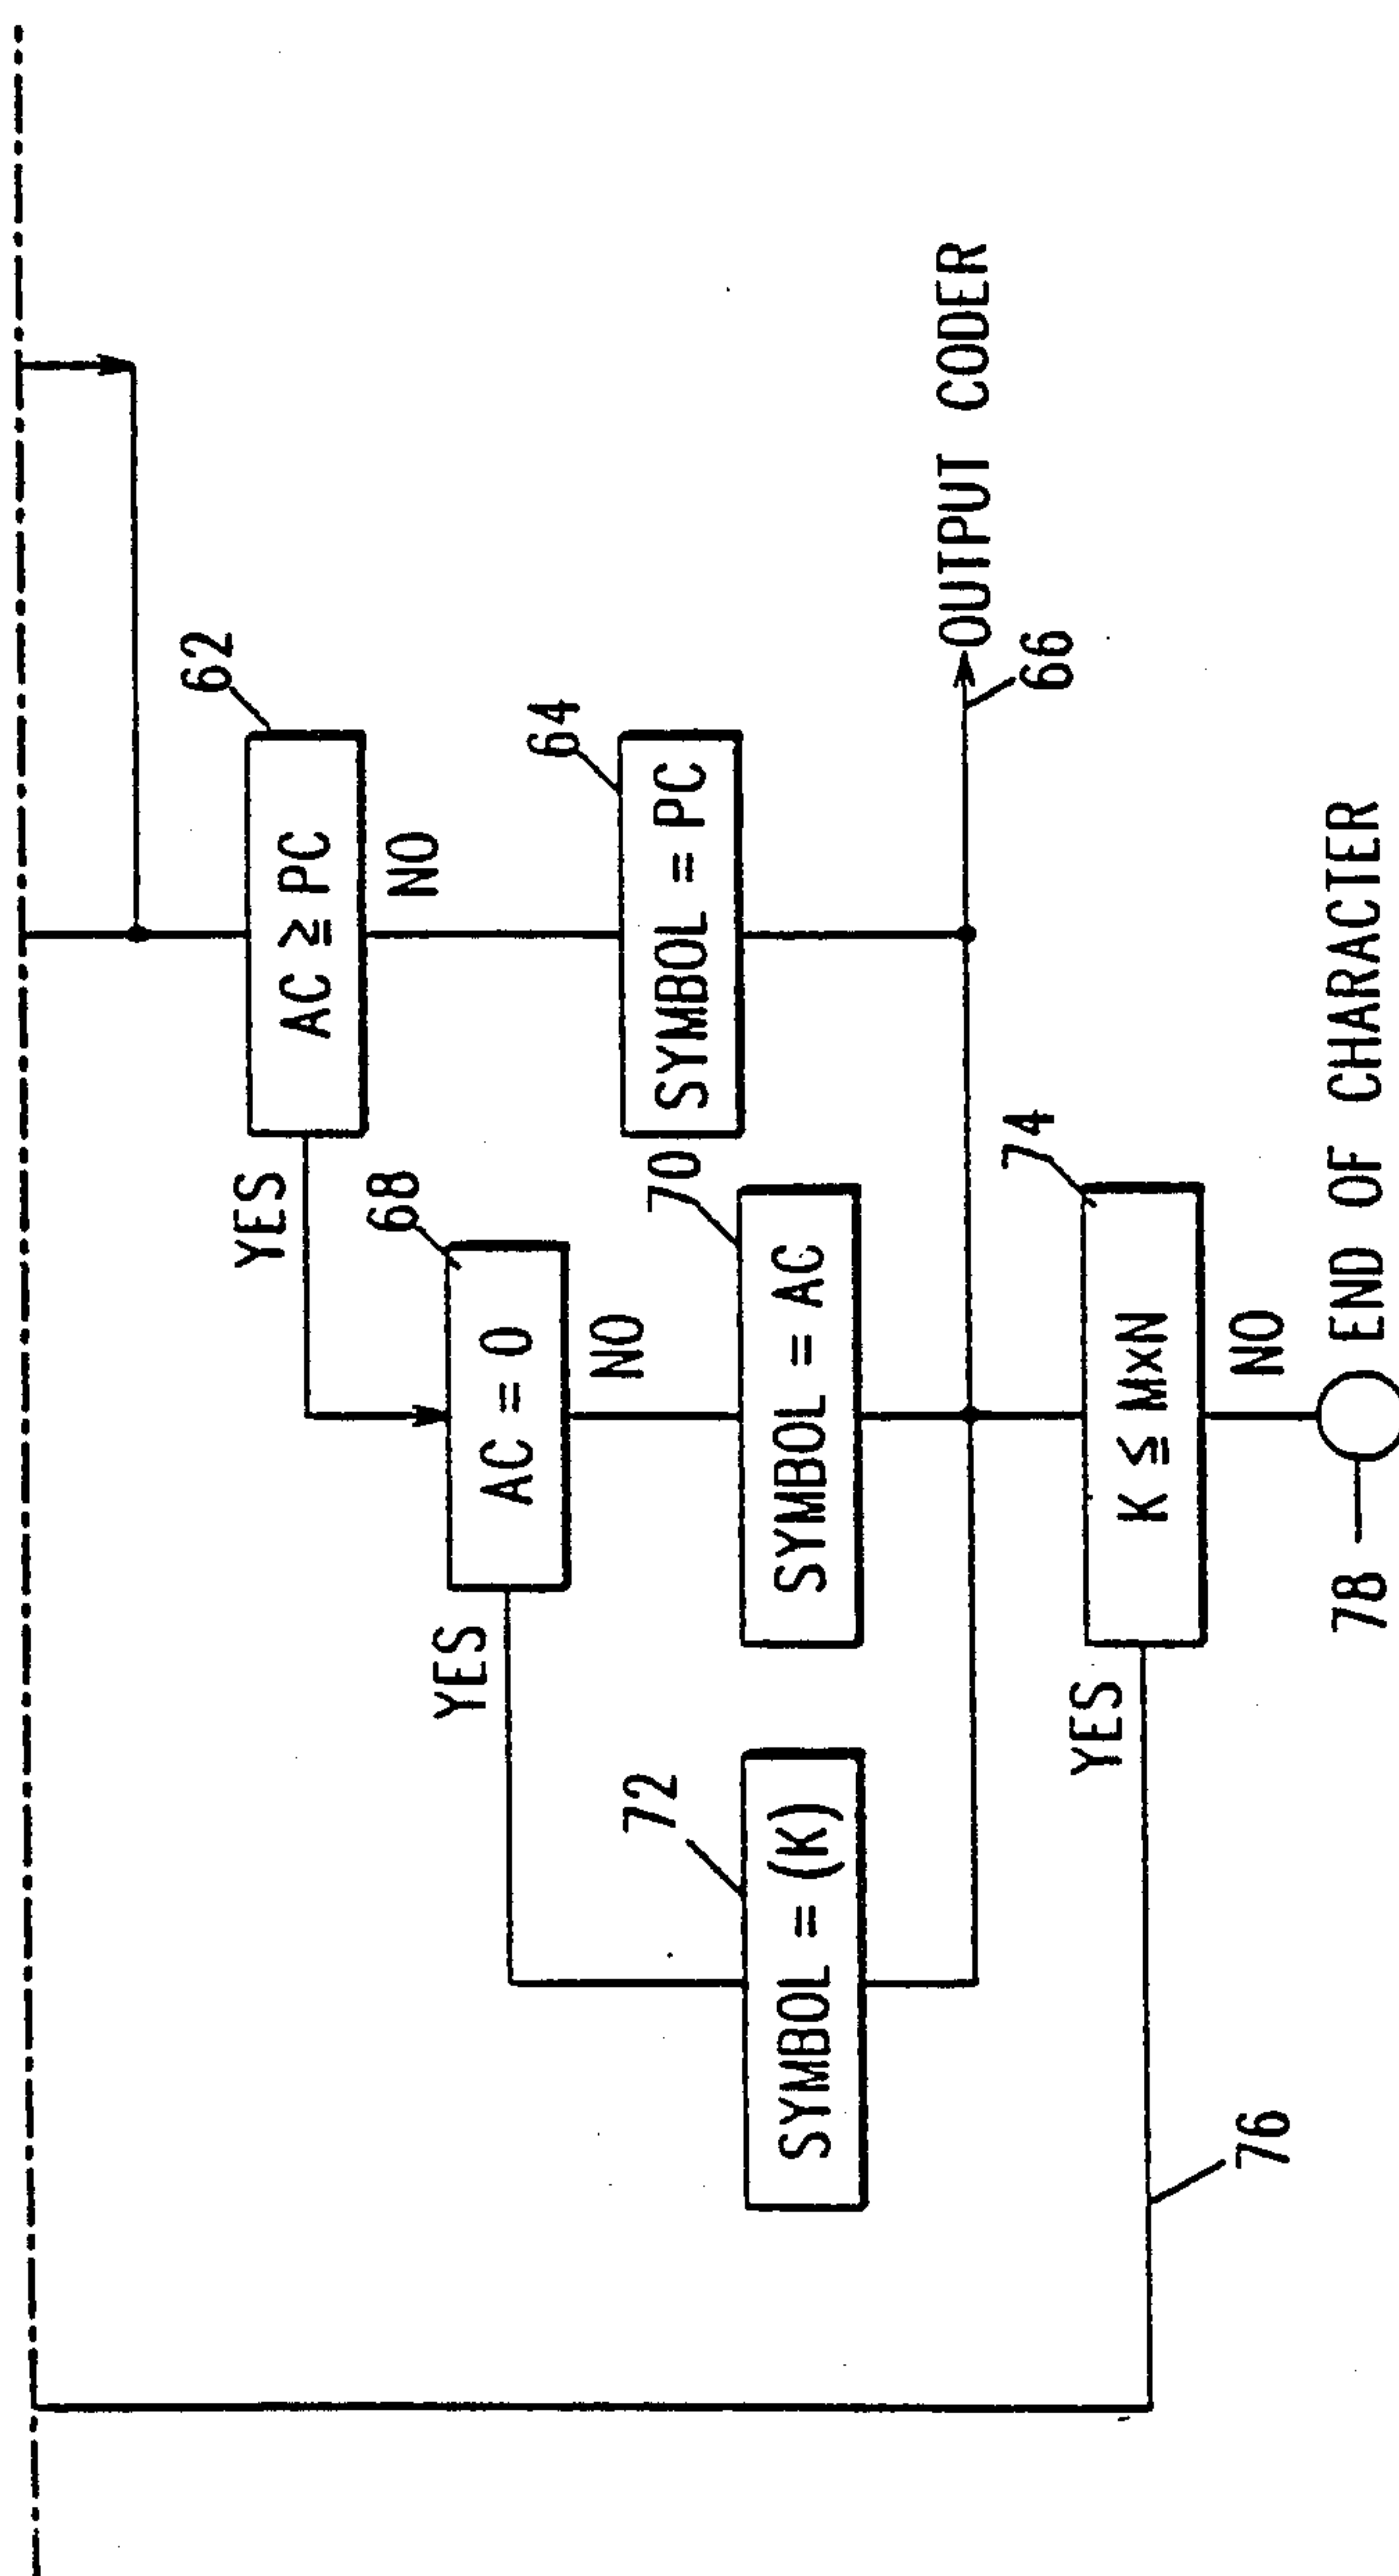 62
AC ≧ PC
YES
NO
68
AC = 0
YES
NO
64
SYMBOL = PC
70
SYMBOL = AC
72
SYMBOL = (K)
OUTPUT CODER
66
74
K ≦ M×N
YES
NO
76
78
END OF CHARACTER